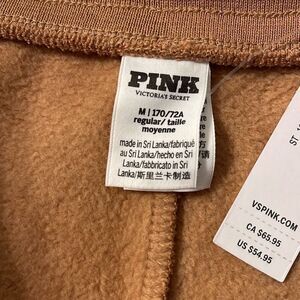 PINK
VICTORIA'S SECRET
M | 170/72A
regular/ taille
moyenne
made in Sri Lanka/fabriqué
au Sri Lanka/hecho en Sri
Lanka/fabbricato in Sri
Lanka/斯里兰卡制造
VSPINK.COM
CA $65.95
US $54.95